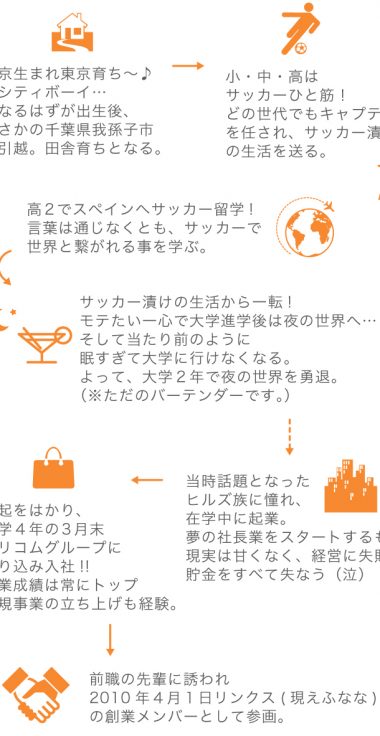 京生まれ東京育ち〜♪
シティボーイ…
なるはずが出生後、
さかの千葉県我孫子市
引越。田舎育ちとなる。
小・中・高は
サッカーひと筋！
どの世代でもキャプテ
を任され、サッカー漬
の生活を送る。
高２でスペインへサッカー留学！
言葉は通じなくとも、サッカーで
世界と繋がれる事を学ぶ。
サッカー漬けの生活から一転！
モテたい一心で大学進学後は夜の世界へ…
そして当たり前のように
眠すぎて大学に行けなくなる。
よって、大学２年で夜の世界を勇退。
（※ただのバーテンダーです。）
当時話題となった
ヒルズ族に憧れ、
在学中に起業。
夢の社長業をスタートするも
現実は甘くなく、経営に失敗
貯金をすべて失なう（泣）
起をはかり、
学４年の３月末
リコムグループに
り込み入社!!
業成績は常にトップ
規事業の立ち上げも経験。
前職の先輩に誘われ
2010年４月１日リンクス(現えふなな)
の創業メンバーとして参画。